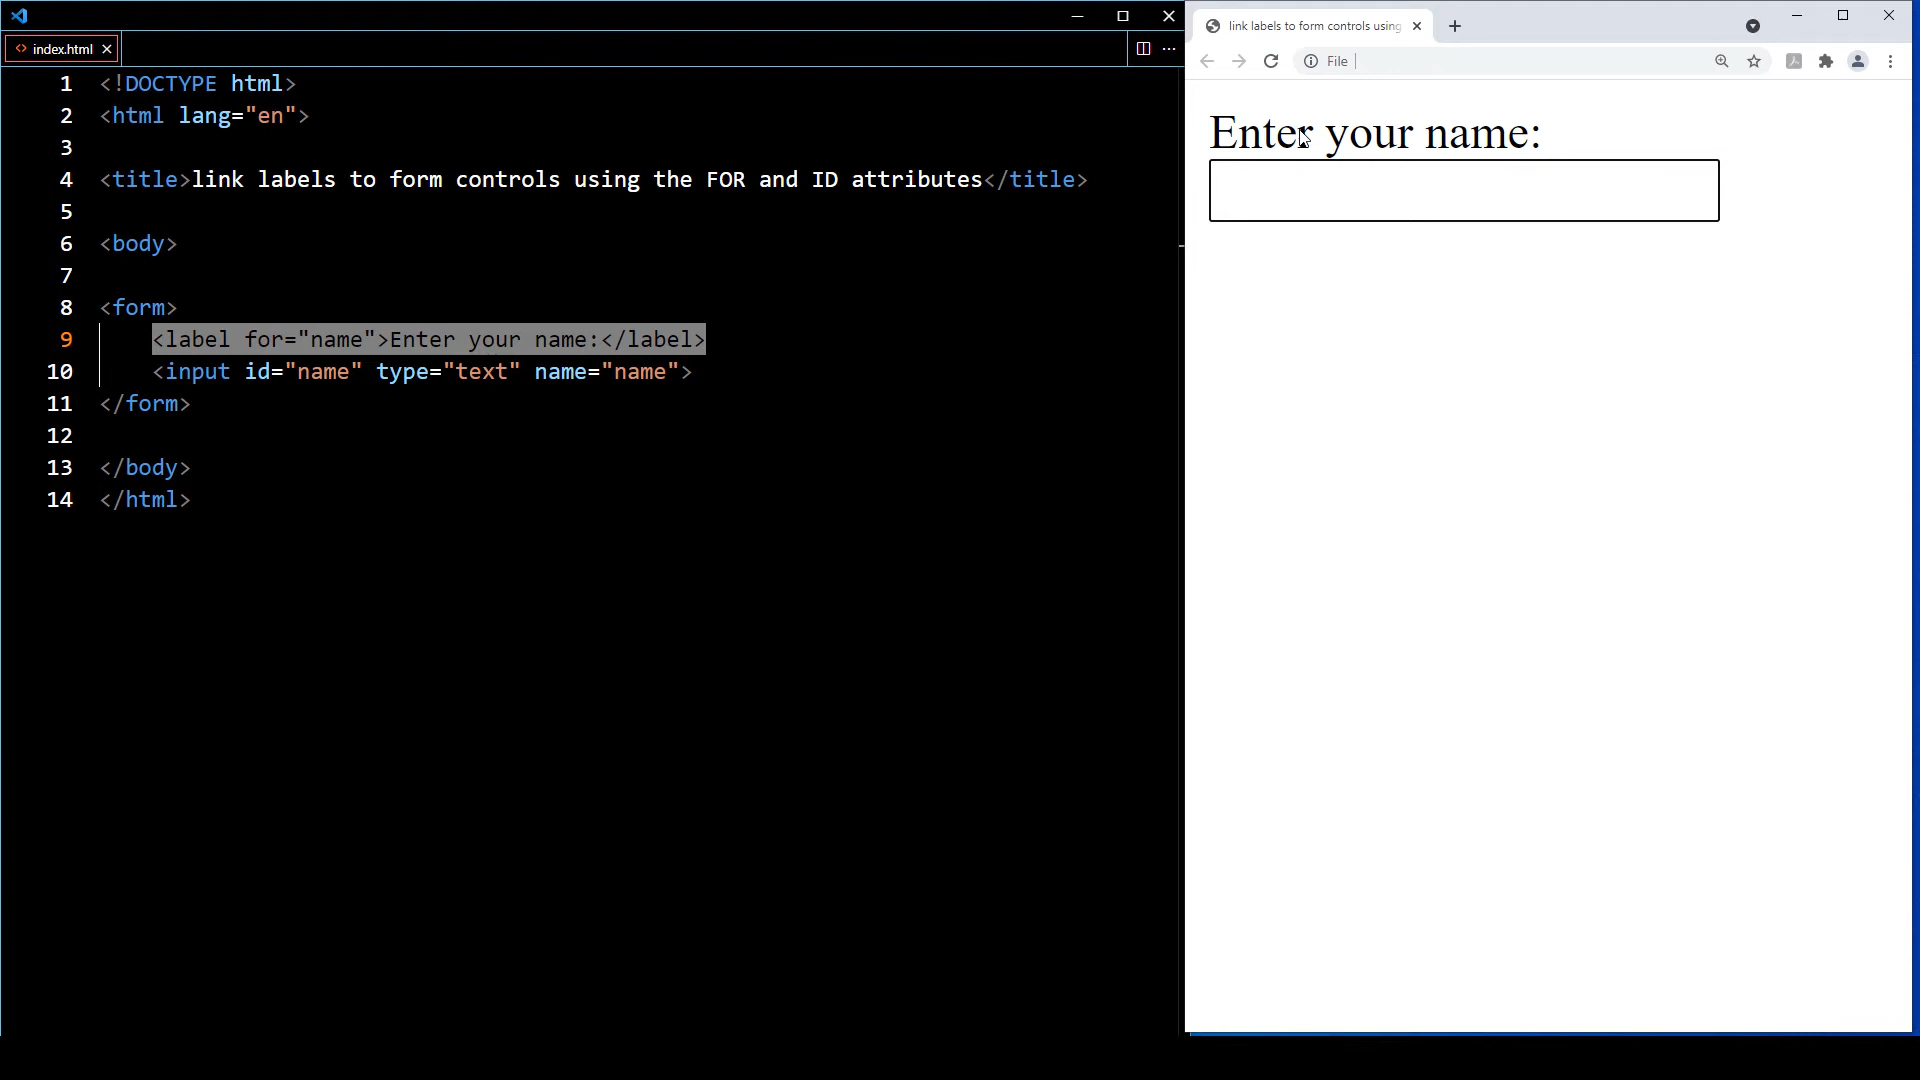 index.html
1 <!DOCTYPE html>
2 <html lang="en">
3
4 <title>link labels to form controls using the FOR and ID attributes</title>
5
6 <body>
7
8 <form>
9 <label for="name">Enter your name:</label>
10 <input id="name" type="text" name="name">
11 </form>
12
13 </body>
14 </html>
link labels to form controls using
File
Enter your name: